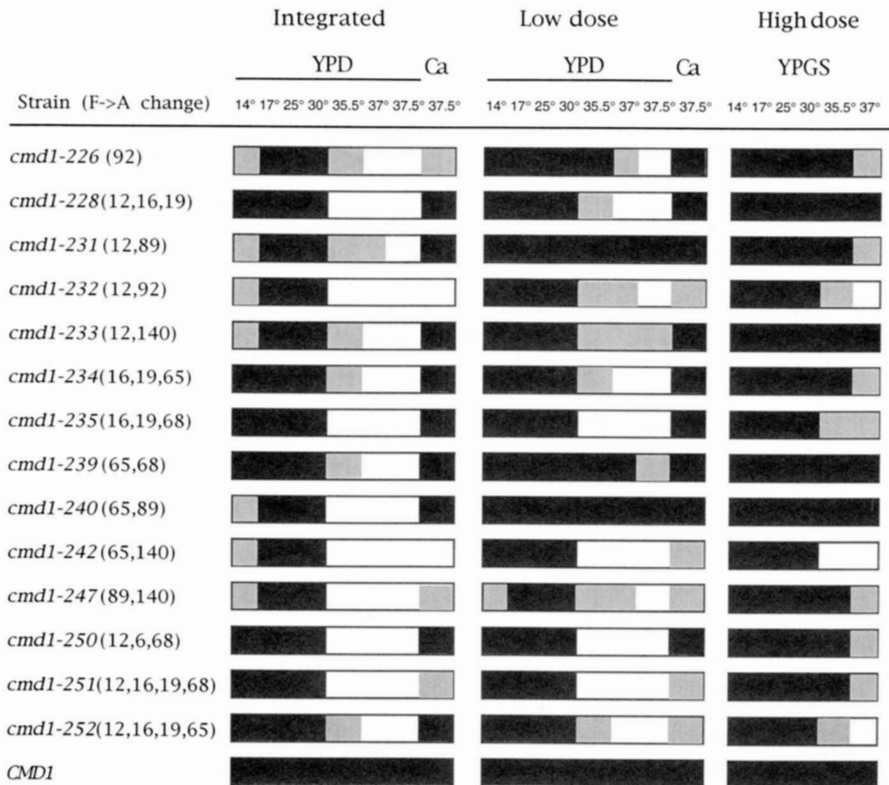 Integrated Low dose High dose
YPD Ca YPD Ca YPGS
Strain (F->A change) 14° 17° 25° 30° 35.5° 37° 37.5° 37.5° 14° 17° 25° 30° 35.5° 37° 37.5° 37.5° 14° 17° 25° 30° 35.5° 37°
cmd1-226 (92)
cmd1-228(12,16,19)
cmd1-231 (12,89)
cmd1-232 (12,92)
cmd1-233 (12,140)
cmd1-234(16,19,65)
cmd1-235 (16,19,68)
cmd1-239 (65,68)
cmd1-240 (65,89)
cmd1-242 (65,140)
cmd1-247 (89,140)
cmd1-250(12,6,68)
cmd1-251(12,16,19,68)
cmd1-252(12,16,19,65)
CMD1